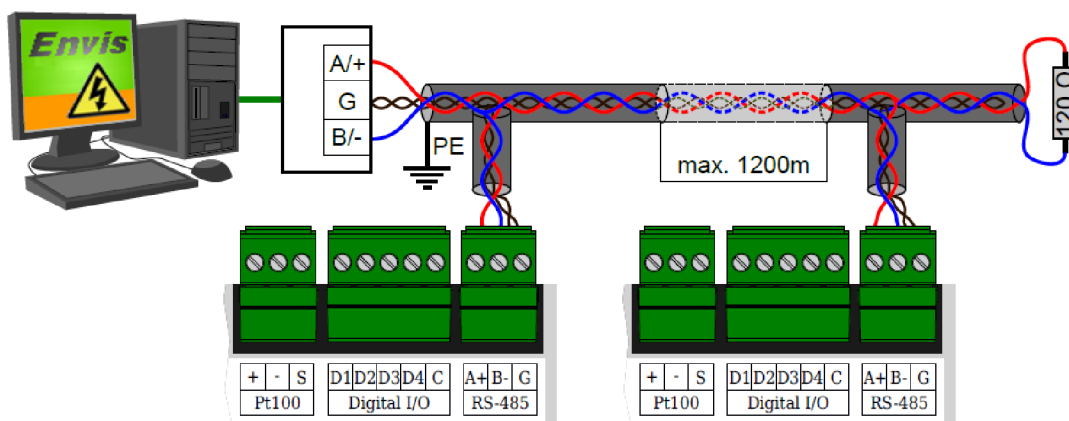 Envis
A/+
G
B/-
PE
max. 1200m
120 Ω
+ - S D1 D2 D3 D4 C A+ B- G
Pt100 Digital I/O RS-485
+ - S D1 D2 D3 D4 C A+ B- G
Pt100 Digital I/O RS-485